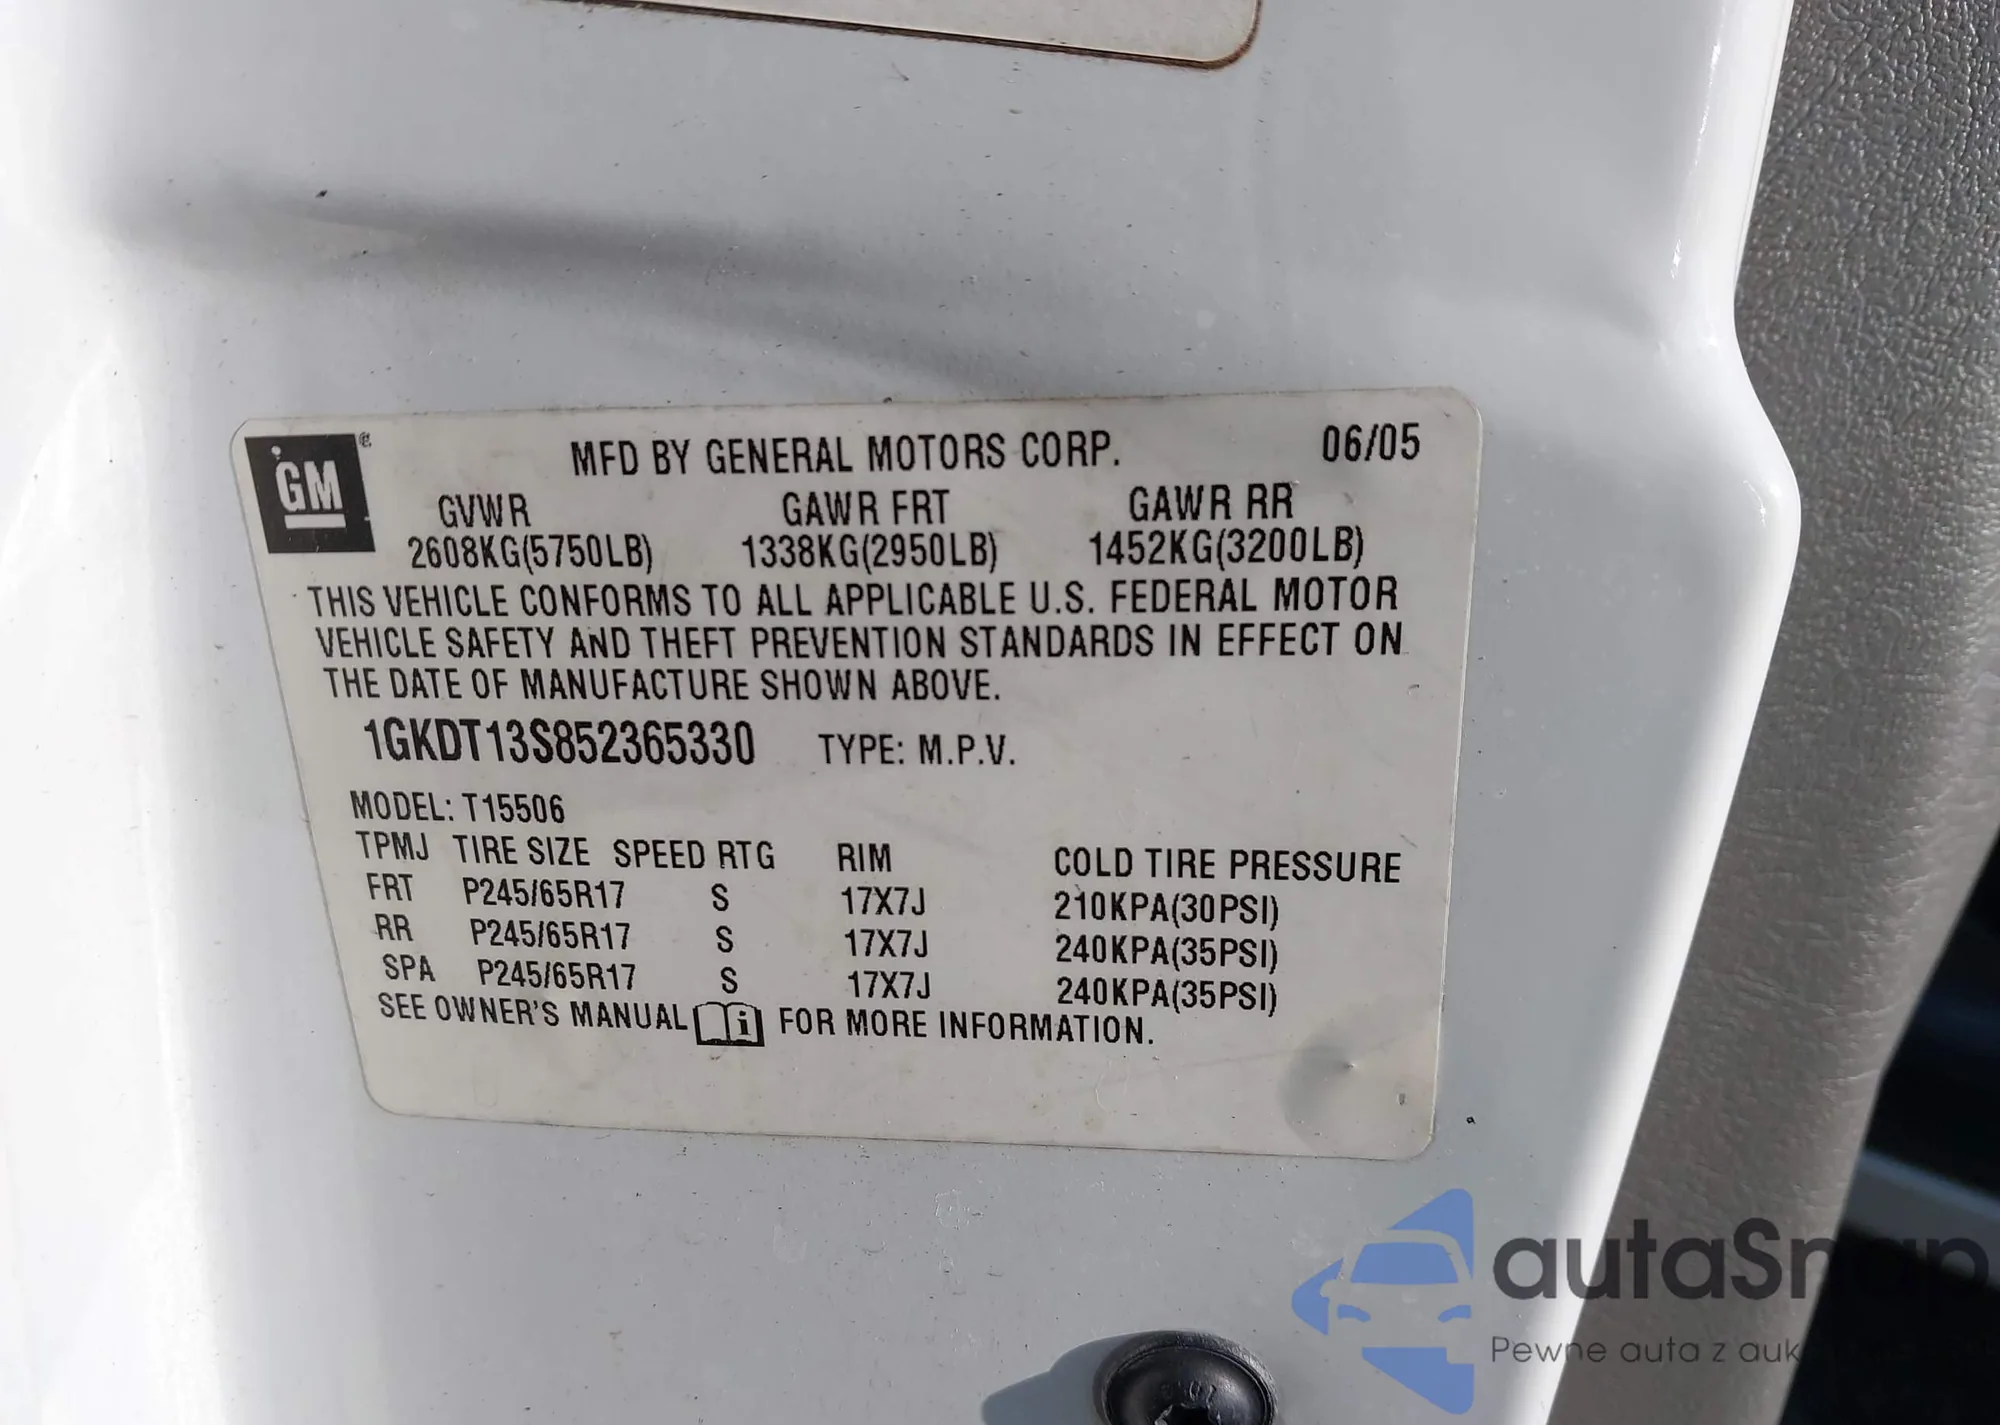 GM®
MFD BY GENERAL MOTORS CORP. 06/05
GVWR GAWR FRT GAWR RR
2608KG(5750LB) 1338KG(2950LB) 1452KG(3200LB)
THIS VEHICLE CONFORMS TO ALL APPLICABLE U.S. FEDERAL MOTOR
VEHICLE SAFETY AND THEFT PREVENTION STANDARDS IN EFFECT ON
THE DATE OF MANUFACTURE SHOWN ABOVE.
1GKDT13S852365330 TYPE: M.P.V.
MODEL: T15506
TPMJ TIRE SIZE SPEED RTG RIM COLD TIRE PRESSURE
FRT P245/65R17 S 17X7J 210KPA(30PSI)
RR P245/65R17 S 17X7J 240KPA(35PSI)
SPA P245/65R17 S 17X7J 240KPA(35PSI)
SEE OWNER'S MANUAL i FOR MORE INFORMATION.
autaSnap
Pewne auta z